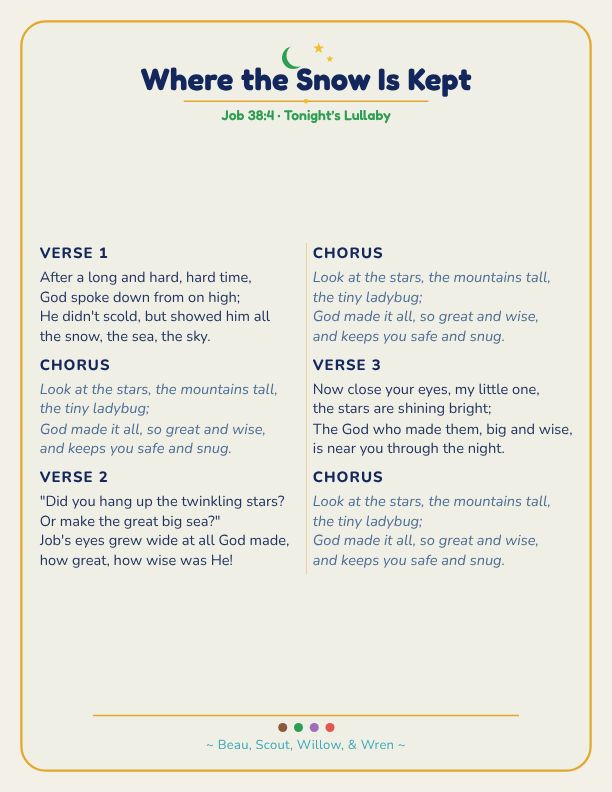 Where the Snow Is Kept
Job 38:4 · Tonight's Lullaby
VERSE 1
After a long and hard, hard time,
God spoke down from on high;
He didn't scold, but showed him all
the snow, the sea, the sky.
CHORUS
Look at the stars, the mountains tall,
the tiny ladybug;
God made it all, so great and wise,
and keeps you safe and snug.
VERSE 2
"Did you hang up the twinkling stars?
Or make the great big sea?"
Job's eyes grew wide at all God made,
how great, how wise was He!
CHORUS
Look at the stars, the mountains tall,
the tiny ladybug;
God made it all, so great and wise,
and keeps you safe and snug.
VERSE 3
Now close your eyes, my little one,
the stars are shining bright;
The God who made them, big and wise,
is near you through the night.
CHORUS
Look at the stars, the mountains tall,
the tiny ladybug;
God made it all, so great and wise,
and keeps you safe and snug.
~ Beau, Scout, Willow, & Wren ~